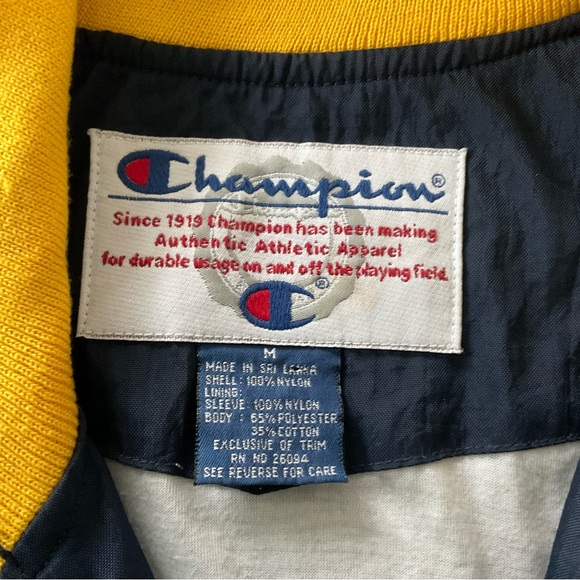 Champion®
Since 1919 Champion has been making
Authentic Athletic Apparel
for durable usage on and off the playing field.
®
M
MADE IN SRI LANKA
SHELL: 100% NYLON
LINING:
SLEEVE: 100% NYLON
BODY : 65% POLYESTER
35% COTTON
EXCLUSIVE OF TRIM
RN NO 26094
SEE REVERSE FOR CARE